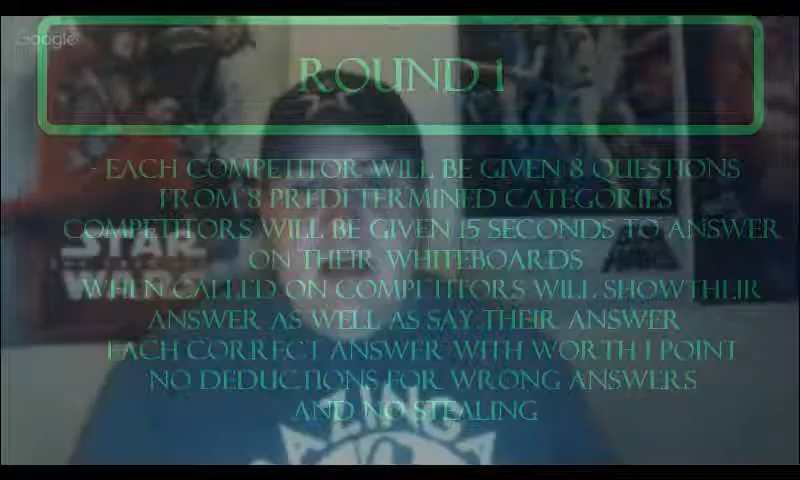 Google
ROUND 1
- EACH COMPETITOR WILL BE GIVEN 8 QUESTIONS
FROM 8 PREDETERMINED CATEGORIES
COMPETITORS WILL BE GIVEN 15 SECONDS TO ANSWER
ON THEIR WHITEBOARDS
WHEN CALLED ON COMPETITORS WILL SHOW THEIR
ANSWER AS WELL AS SAY THEIR ANSWER
EACH CORRECT ANSWER WITH WORTH 1 POINT
NO DEDUCTIONS FOR WRONG ANSWERS
AND NO STEALING
STAR
WARS